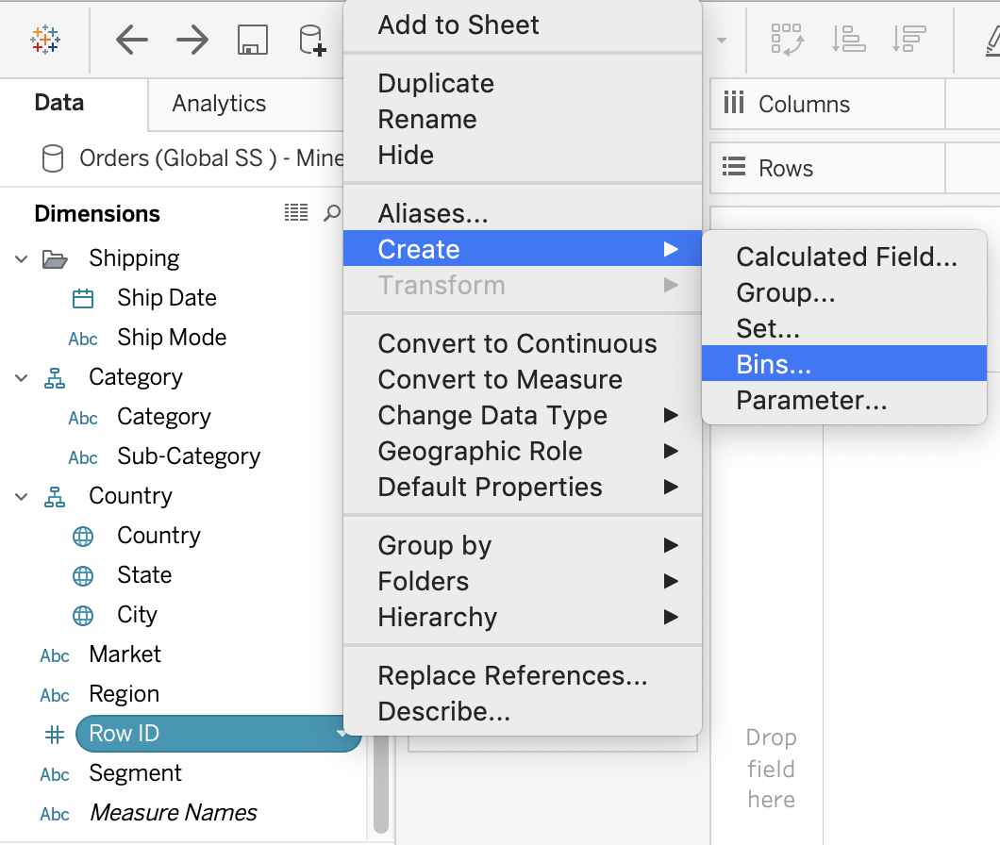 Data
Analytics
Orders (Global SS ) - Mine
Dimensions
Shipping
Ship Date
Abc Ship Mode
Category
Abc Category
Abc Sub-Category
Country
Country
State
City
Abc Market
Abc Region
# Row ID
Abc Segment
Abc Measure Names
Add to Sheet
Duplicate
Rename
Hide
Aliases...
Create
Transform
Convert to Continuous
Convert to Measure
Change Data Type
Geographic Role
Default Properties
Group by
Folders
Hierarchy
Replace References...
Describe...
Calculated Field...
Group...
Set...
Bins...
Parameter...
Columns
Rows
Drop
field
here